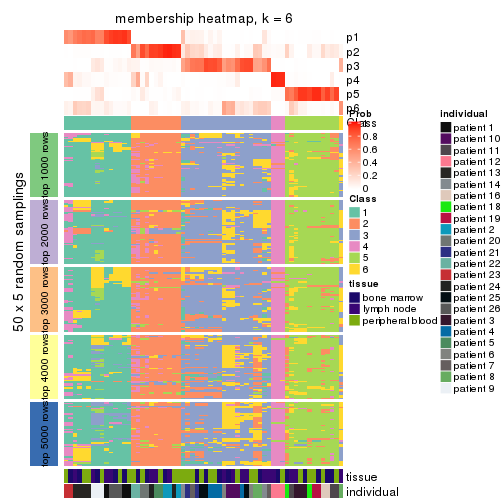 membership heatmap, k = 6
p1
p2
p3
p4
p5
p6
Class
Prob
1
0.8
0.6
0.4
0.2
0
Class
1
2
3
4
5
6
tissue
bone marrow
lymph node
peripheral blood
individual
patient 1
patient 10
patient 11
patient 12
patient 13
patient 14
patient 16
patient 18
patient 19
patient 2
patient 20
patient 21
patient 22
patient 23
patient 24
patient 25
patient 26
patient 3
patient 4
patient 5
patient 6
patient 7
patient 8
patient 9
50 x 5 random samplings
top 1000 rows
top 2000 rows
top 3000 rows
top 4000 rows
top 5000 rows
tissue
individual